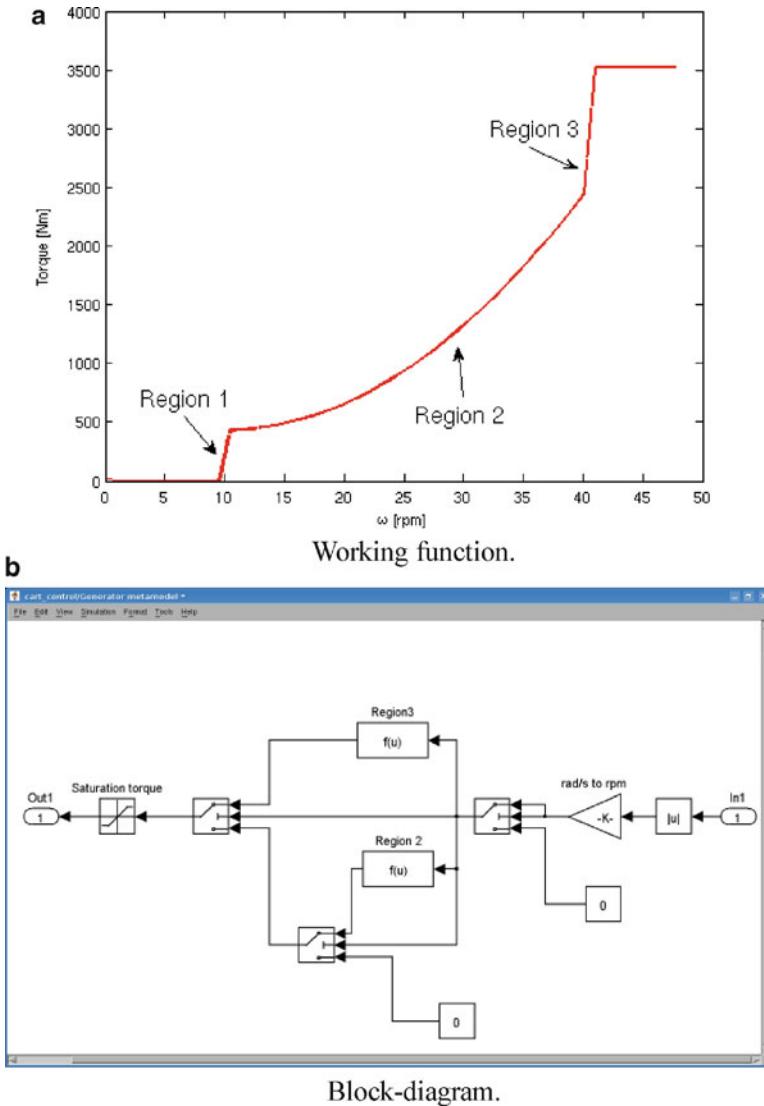 a
4000
3500
3000
2500
2000
1500
1000
500
0
Torque [Nm]
Region 1
Region 2
Region 3
0 5 10 15 20 25 30 35 40 45 50
ω [rpm]
Working function.
b
cart_control/Generator metamodel *
File Edit View Simulation Format Tools Help
Region3
f(u)
Saturation torque
rad/s to rpm
Out1
1
-K-
|u|
In1
1
Region 2
f(u)
0
0
Block-diagram.